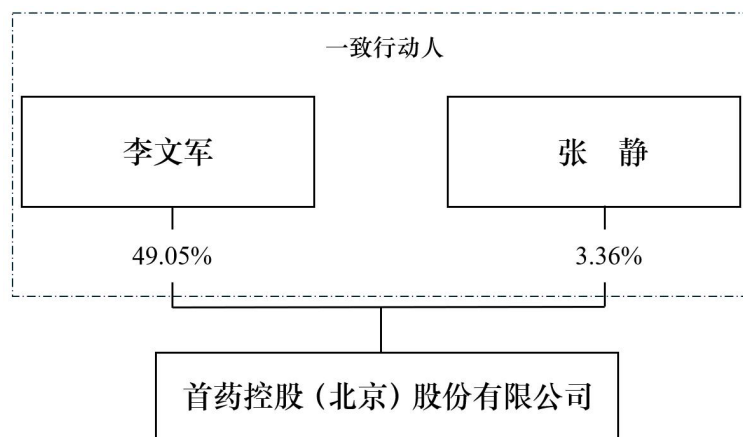 一致行动人
李文军
张 静
49.05%
3.36%
首药控股（北京）股份有限公司